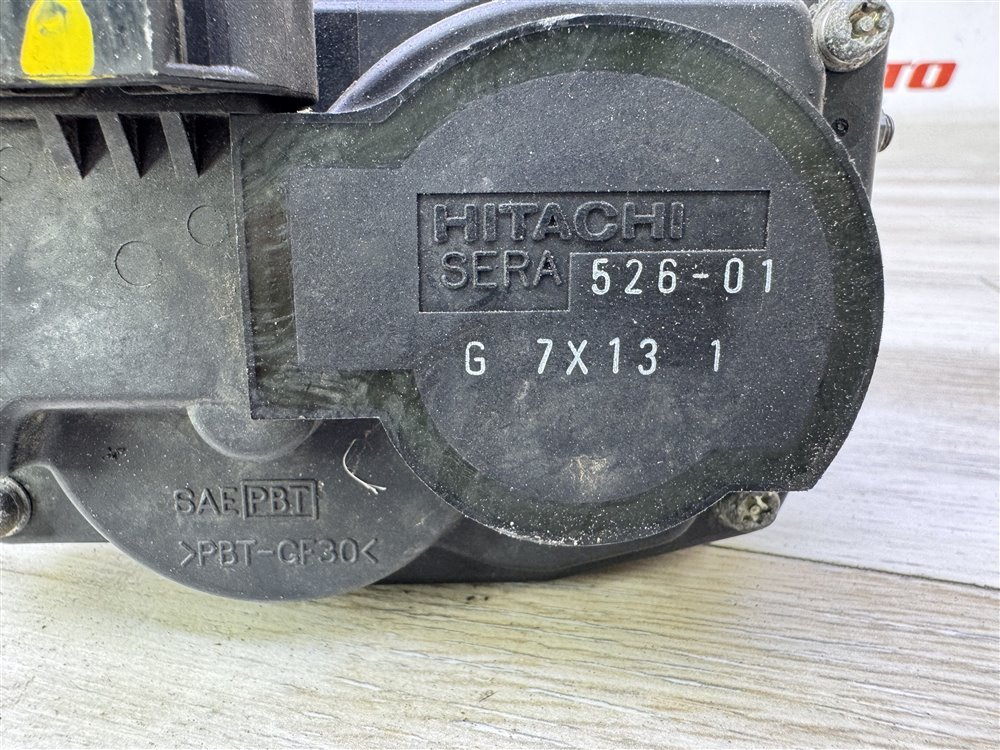 HITACHI
SERA 526-01
G 7X13 1
SAE PBT
>PBT-GF30<